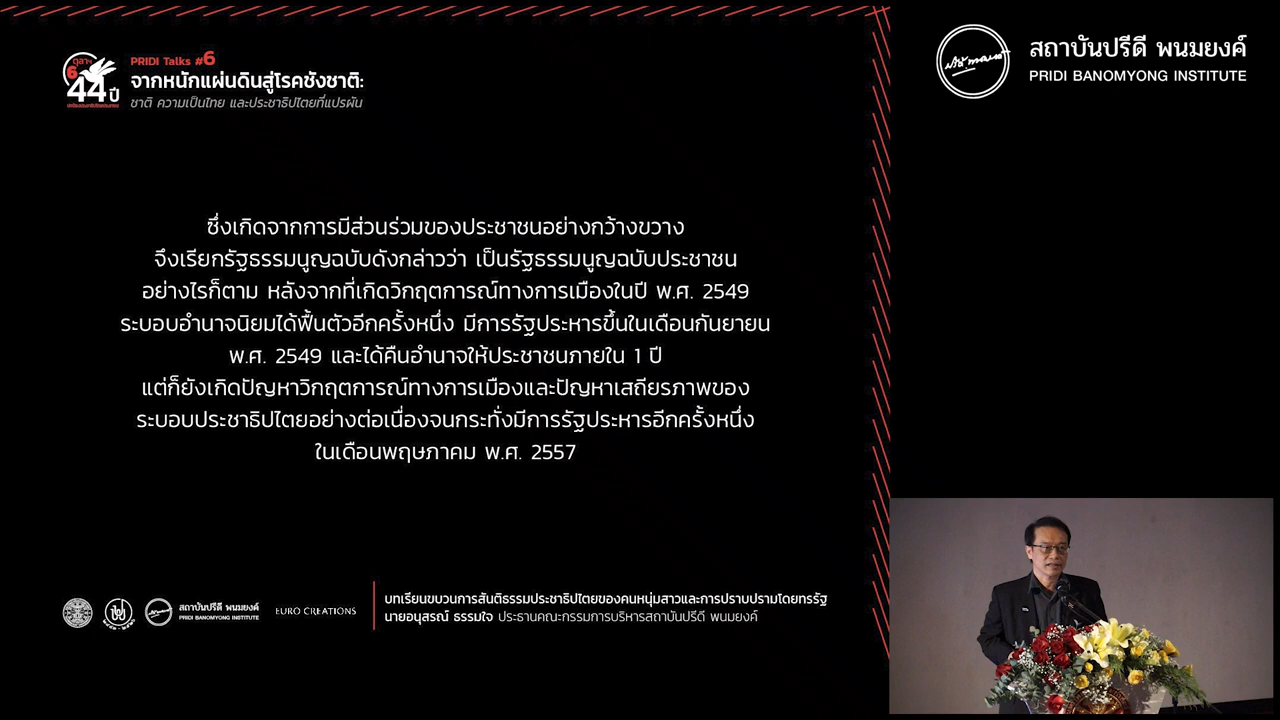 ตุลาฯ
6
44 ปี
PRIDI Talks #6
จากหนักแผ่นดินสู่โรคชังชาติ:
ชาติ ความเป็นไทย และประชาธิปไตยที่แปรผัน
สถาบันปรีดี พนมยงค์
PRIDI BANOMYONG INSTITUTE
ซึ่งเกิดจากการมีส่วนร่วมของประชาชนอย่างกว้างขวาง
จึงเรียกรัฐธรรมนูญฉบับดังกล่าวว่า เป็นรัฐธรรมนูญฉบับประชาชน
อย่างไรก็ตาม หลังจากที่เกิดวิกฤตการณ์ทางการเมืองในปี พ.ศ. 2549
ระบอบอำนาจนิยมได้ฟื้นตัวอีกครั้งหนึ่ง มีการรัฐประหารขึ้นในเดือนกันยายน
พ.ศ. 2549 และได้คืนอำนาจให้ประชาชนภายใน 1 ปี
แต่ก็ยังเกิดปัญหาวิกฤตการณ์ทางการเมืองและปัญหาเสถียรภาพของ
ระบอบประชาธิปไตยอย่างต่อเนื่องจนกระทั่งมีการรัฐประหารอีกครั้งหนึ่ง
ในเดือนพฤษภาคม พ.ศ. 2557
สถาบันปรีดี พนมยงค์
PRIDI BANOMYONG INSTITUTE
EURO CREATIONS
บทเรียนขบวนการสันติธรรมประชาธิปไตยของคนหนุ่มสาวและการปราบปรามโดยทรรัฐ
นายอนุสรณ์ ธรรมใจ ประธานคณะกรรมการบริหารสถาบันปรีดี พนมยงค์